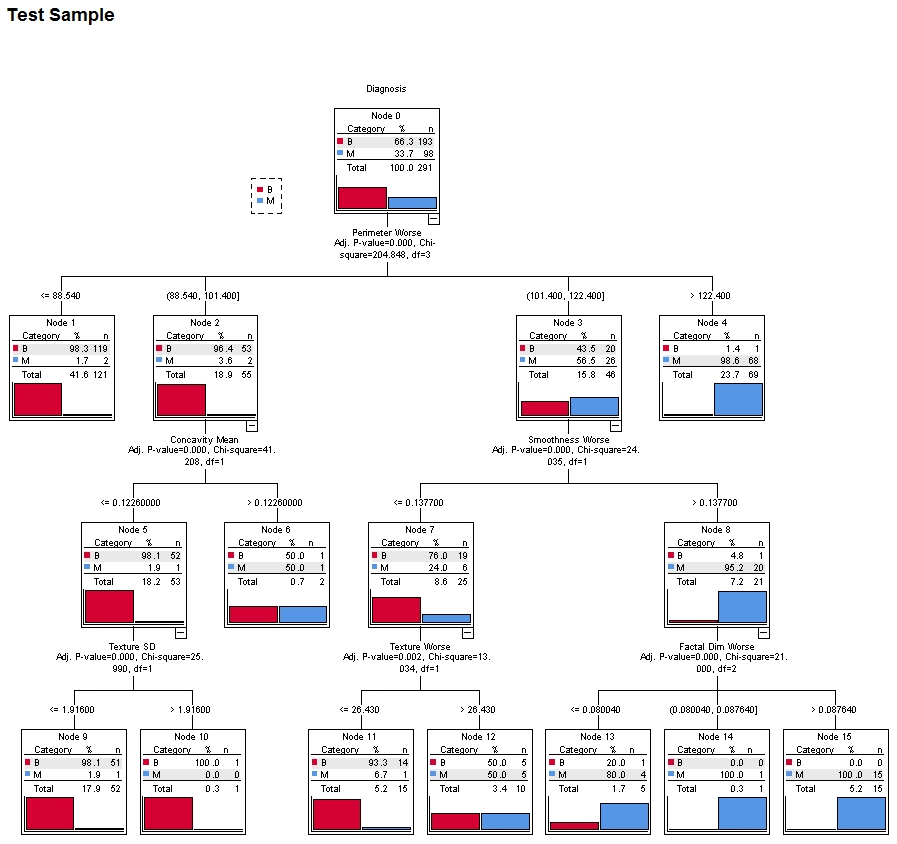 Test Sample
Diagnosis
Node 0
Category % n
B 66.3 193
M 33.7 98
Total 100.0 291
B
M
Perimeter Worse
Adj. P-value=0.000, Chi-
square=204.848, df=3
<= 88.540
(88.540, 101.400]
(101.400, 122.400]
> 122.400
Node 1
Category % n
B 98.3 119
M 1.7 2
Total 41.6 121
Node 2
Category % n
B 96.4 53
M 3.6 2
Total 18.9 55
Node 3
Category % n
B 43.5 20
M 56.5 26
Total 15.8 46
Node 4
Category % n
B 1.4 1
M 98.6 68
Total 23.7 69
Concavity Mean
Adj. P-value=0.000, Chi-square=41.
208, df=1
Smoothness Worse
Adj. P-value=0.000, Chi-square=24.
035, df=1
<= 0.12260000
> 0.12260000
<= 0.137700
> 0.137700
Node 5
Category % n
B 98.1 52
M 1.9 1
Total 18.2 53
Node 6
Category % n
B 50.0 1
M 50.0 1
Total 0.7 2
Node 7
Category % n
B 76.0 19
M 24.0 6
Total 8.6 25
Node 8
Category % n
B 4.8 1
M 95.2 20
Total 7.2 21
Texture SD
Adj. P-value=0.000, Chi-square=25.
990, df=1
Texture Worse
Adj. P-value=0.002, Chi-square=13.
034, df=1
Factal Dim Worse
Adj. P-value=0.000, Chi-square=21.
000, df=2
<= 1.91600
> 1.91600
<= 26.430
> 26.430
<= 0.080040
(0.080040, 0.087640]
> 0.087640
Node 9
Category % n
B 98.1 51
M 1.9 1
Total 17.9 52
Node 10
Category % n
B 100.0 1
M 0.0 0
Total 0.3 1
Node 11
Category % n
B 93.3 14
M 6.7 1
Total 5.2 15
Node 12
Category % n
B 50.0 5
M 50.0 5
Total 3.4 10
Node 13
Category % n
B 20.0 1
M 80.0 4
Total 1.7 5
Node 14
Category % n
B 0.0 0
M 100.0 1
Total 0.3 1
Node 15
Category % n
B 0.0 0
M 100.0 15
Total 5.2 15